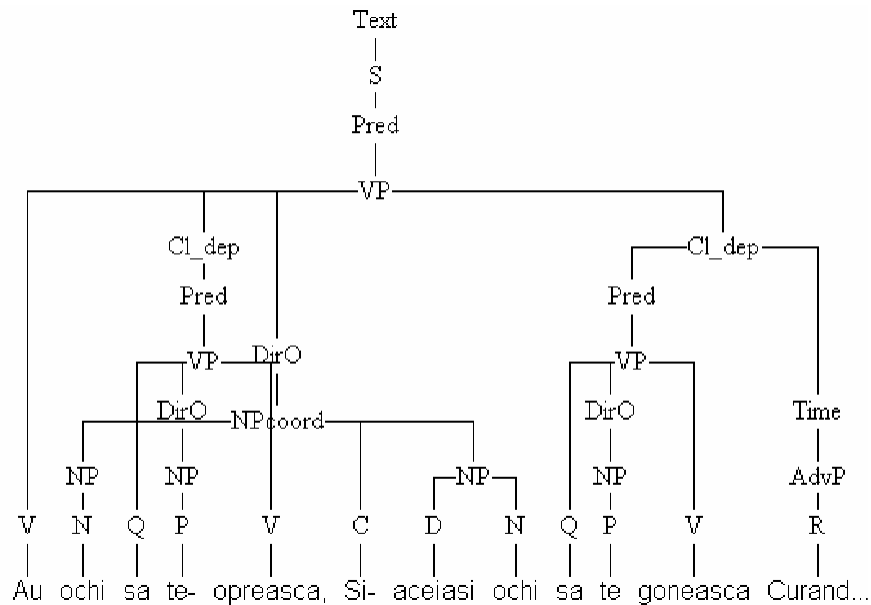 Text
S
Pred
VP
Cl_dep Cl_dep
Pred Pred
VP DirO VP
DirO NPcoord DirO Time
NP NP NP NP AdvP
V N Q P V C D N Q P V R
Au ochi sa te- opreasca, Si- aceiasi ochi sa te goneasca Curand...